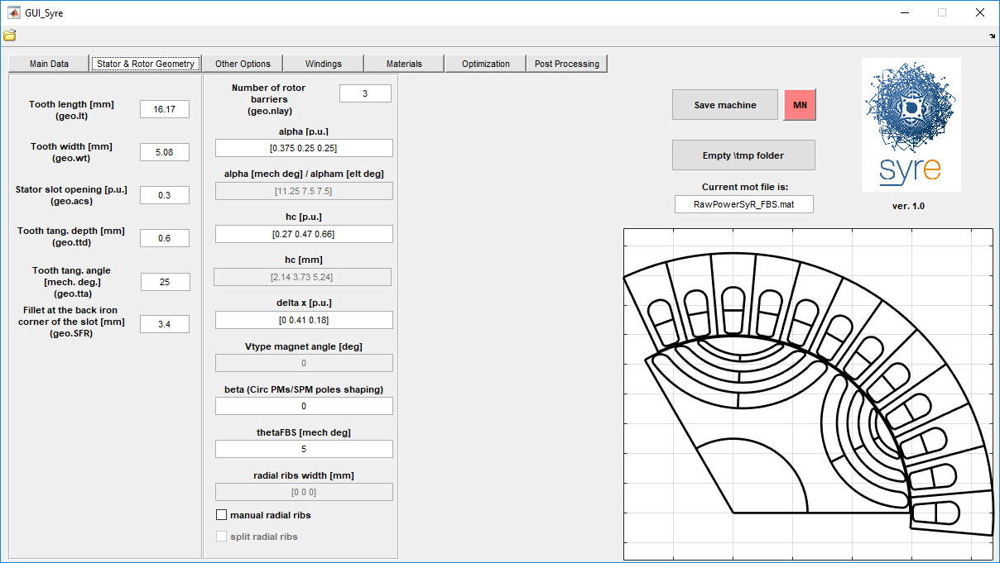 GUI_Syre
Main Data
Stator & Rotor Geometry
Other Options
Windings
Materials
Optimization
Post Processing
Tooth length [mm]
(geo.lt)
16.17
Tooth width [mm]
(geo.wt)
5.08
Stator slot opening [p.u.]
(geo.acs)
0.3
Tooth tang. depth [mm]
(geo.ttd)
0.6
Tooth tang. angle
[mech. deg.]
(geo.tta)
25
Fillet at the back iron
corner of the slot [mm]
(geo.SFR)
3.4
Number of rotor
barriers
(geo.nlay)
3
alpha [p.u.]
[0.375 0.25 0.25]
alpha [mech deg] / alpham [elt deg]
[11.25 7.5 7.5]
hc [p.u.]
[0.27 0.47 0.66]
hc [mm]
[2.14 3.73 5.24]
delta x [p.u.]
[0 0.41 0.18]
Vtype magnet angle [deg]
0
beta (Circ PMs/SPM poles shaping)
0
thetaFBS [mech deg]
5
radial ribs width [mm]
[0 0 0]
manual radial ribs
split radial ribs
Save machine
MN
Empty \tmp folder
Current mot file is:
RawPowerSyR_FBS.mat
syre
ver. 1.0